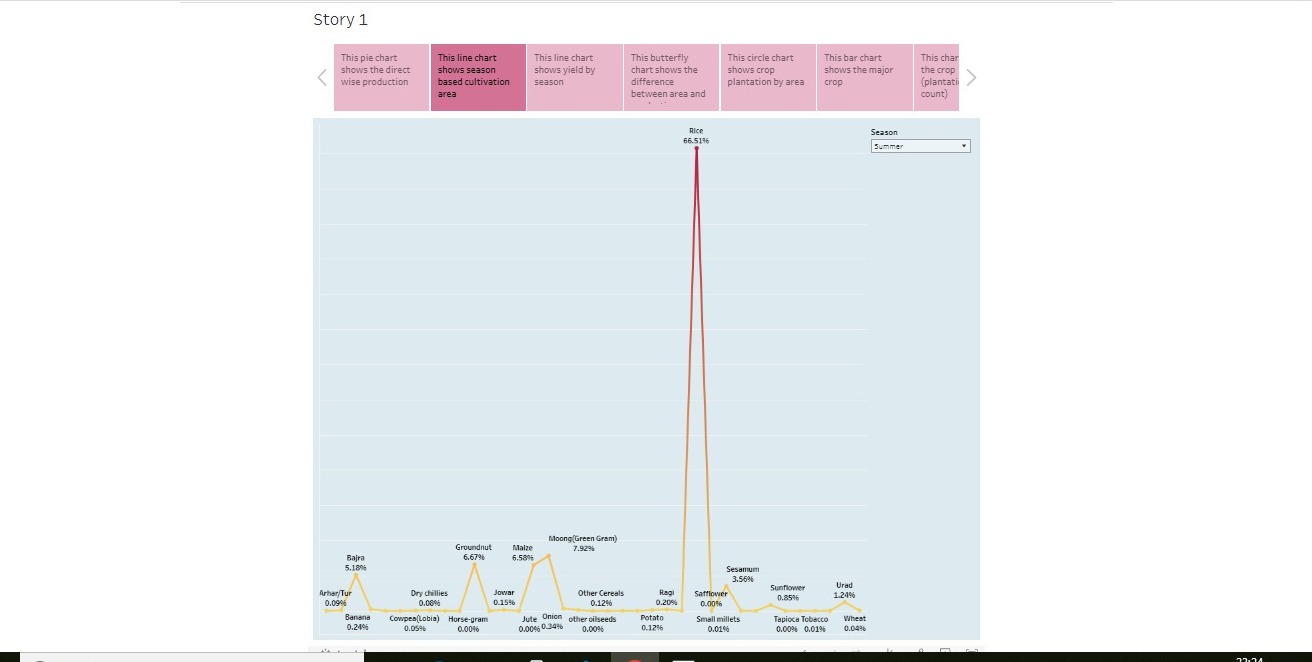 Story 1
This pie chart
shows the direct
wise production
This line chart
shows season
based cultivation
area
This line chart
shows yield by
season
This butterfly
chart shows the
difference
between area and
This circle chart
shows crop
plantation by area
This bar chart
shows the major
crop
This char
the crop
(plantati
count)
Season
Summer
Rice
66.51%
Moong(Green Gram)
7.92%
Groundnut
6.67%
Maize
6.58%
Bajra
5.18%
Sesamum
3.56%
Urad
1.24%
Sunflower
0.85%
Arhar/Tur
0.09%
Dry chillies
0.08%
Jowar
0.15%
Other Cereals
0.12%
Ragi
0.20%
Safflower
0.00%
Banana
0.24%
Cowpea(Lobia)
0.05%
Horse-gram
0.00%
Jute
0.00%
Onion
0.34%
other oilseeds
0.00%
Potato
0.12%
Small millets
0.01%
Tapioca
0.00%
Tobacco
0.01%
Wheat
0.04%